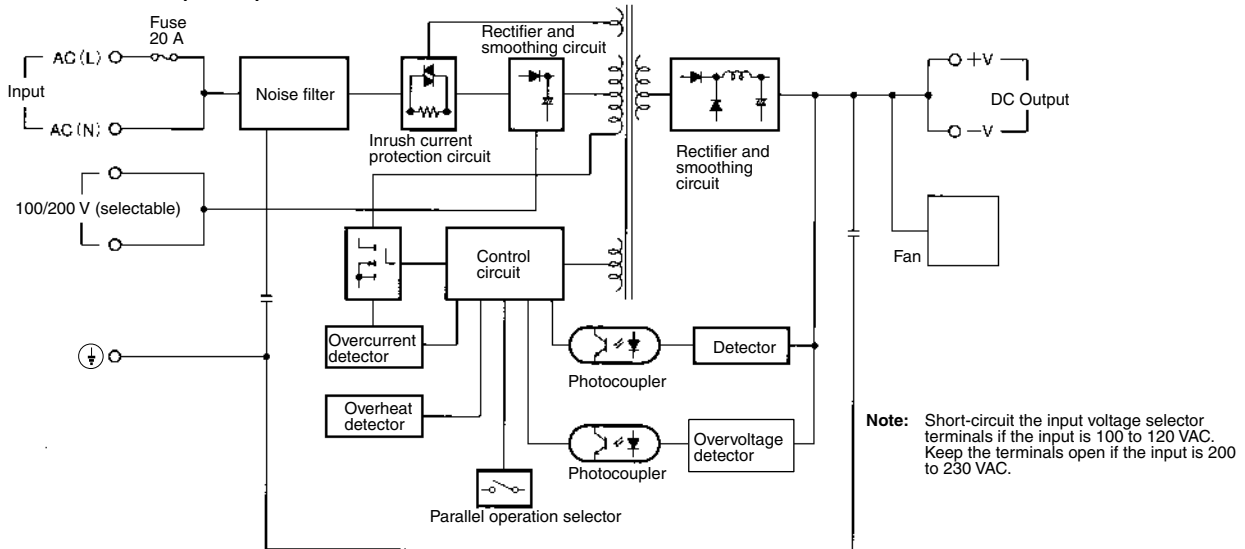 Fuse
20 A
AC (L)
Input
AC (N)
Noise filter
Inrush current
protection circuit
Rectifier and
smoothing circuit
Rectifier and
smoothing
circuit
+V
DC Output
−V
100/200 V (selectable)
Control
circuit
Fan
Overcurrent
detector
Photocoupler
Detector
Overheat
detector
Photocoupler
Overvoltage
detector
Parallel operation selector
Note: Short-circuit the input voltage selector
terminals if the input is 100 to 120 VAC.
Keep the terminals open if the input is 200
to 230 VAC.